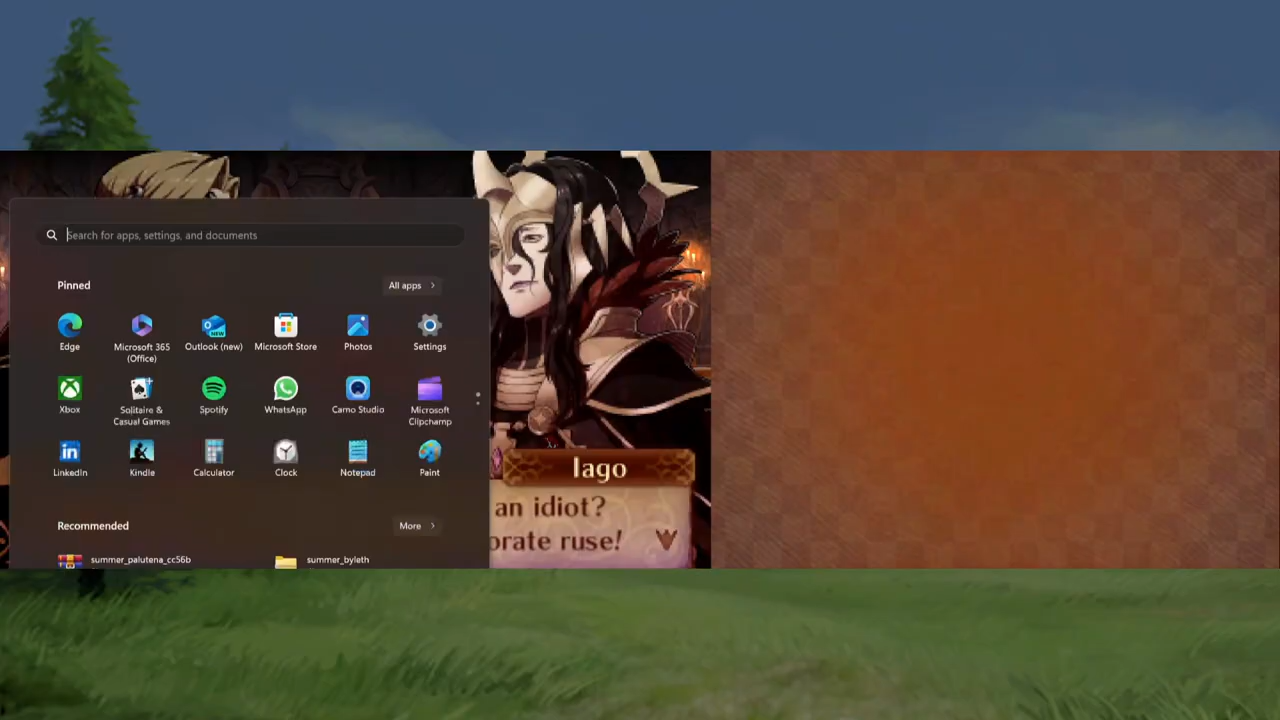 Search for apps, settings, and documents
Pinned
All apps
Edge
Microsoft 365
(Office)
Outlook (new)
Microsoft Store
Photos
Settings
Xbox
Solitaire &
Casual Games
Spotify
WhatsApp
Camo Studio
Microsoft
Clipchamp
LinkedIn
Kindle
Calculator
Clock
Notepad
Paint
Recommended
More
summer_palutena_cc56b
summer_byleth
Iago
an idiot?
orate ruse!